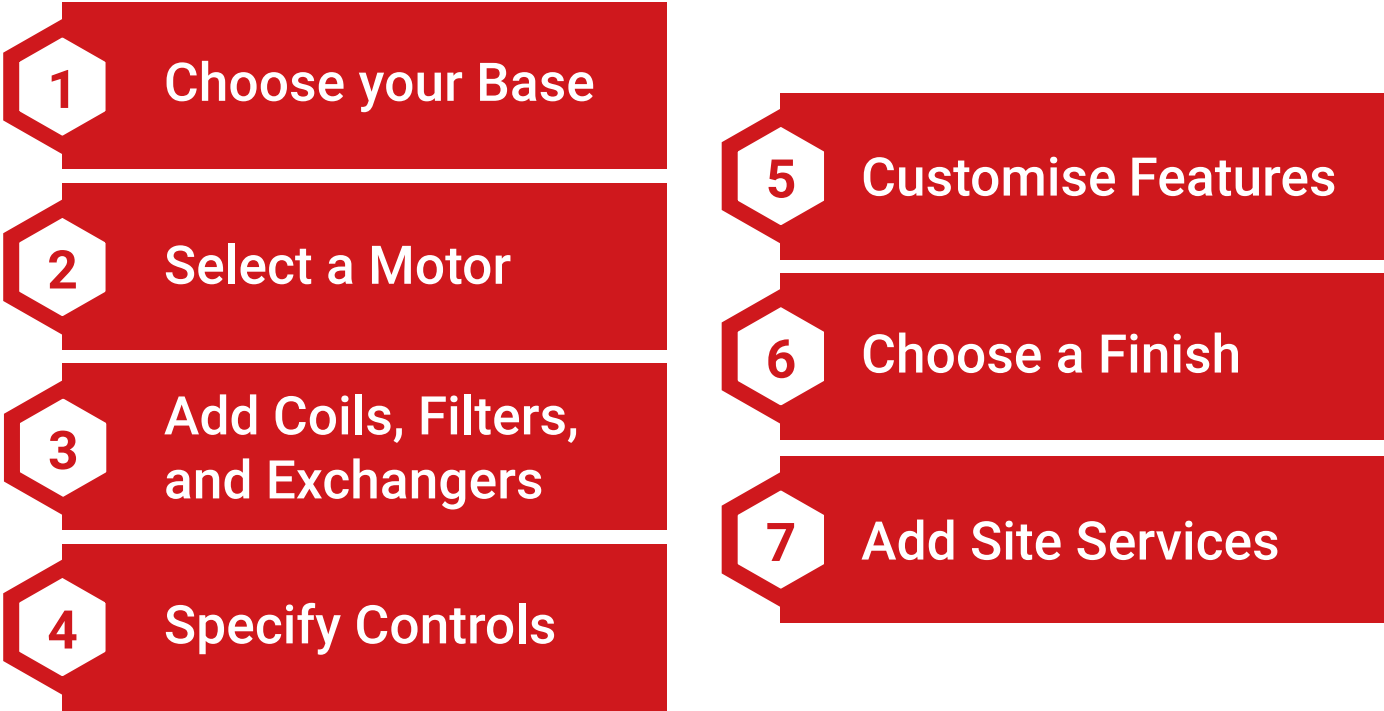 1
Choose your Base
2
Select a Motor
3
Add Coils, Filters,
and Exchangers
4
Specify Controls
5
Customise Features
6
Choose a Finish
7
Add Site Services